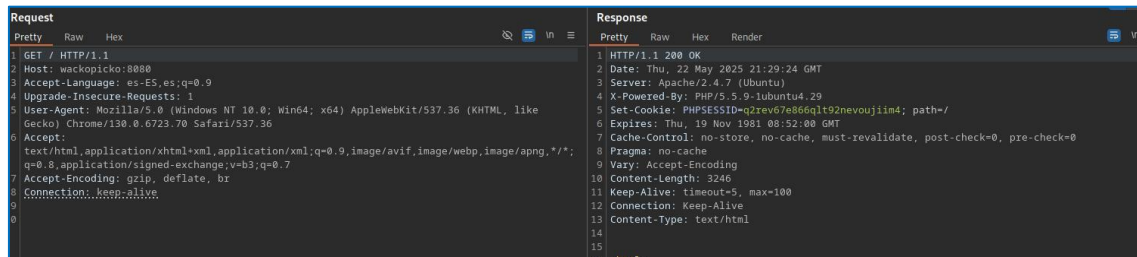 Request
Pretty Raw Hex
\n
1 GET / HTTP/1.1
2 Host: wackopicko:8080
3 Accept-Language: es-ES,es;q=0.9
4 Upgrade-Insecure-Requests: 1
5 User-Agent: Mozilla/5.0 (Windows NT 10.0; Win64; x64) AppleWebKit/537.36 (KHTML, like
Gecko) Chrome/130.0.6723.70 Safari/537.36
6 Accept:
text/html,application/xhtml+xml,application/xml;q=0.9,image/avif,image/webp,image/apng,*/*;
q=0.8,application/signed-exchange;v=b3;q=0.7
7 Accept-Encoding: gzip, deflate, br
8 Connection: keep-alive
9
0
Response
Pretty Raw Hex Render
\n
1 HTTP/1.1 200 OK
2 Date: Thu, 22 May 2025 21:29:24 GMT
3 Server: Apache/2.4.7 (Ubuntu)
4 X-Powered-By: PHP/5.5.9-1ubuntu4.29
5 Set-Cookie: PHPSESSID=q2rev67e866qlt92nevoujiim4; path=/
6 Expires: Thu, 19 Nov 1981 08:52:00 GMT
7 Cache-Control: no-store, no-cache, must-revalidate, post-check=0, pre-check=0
8 Pragma: no-cache
9 Vary: Accept-Encoding
10 Content-Length: 3246
11 Keep-Alive: timeout=5, max=100
12 Connection: Keep-Alive
13 Content-Type: text/html
14
15